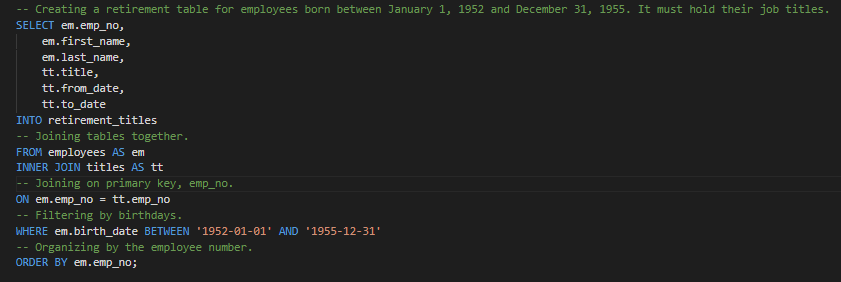 -- Creating a retirement table for employees born between January 1, 1952 and December 31, 1955. It must hold their job titles.
SELECT em.emp_no,
    em.first_name,
    em.last_name,
    tt.title,
    tt.from_date,
    tt.to_date
INTO retirement_titles
-- Joining tables together.
FROM employees AS em
INNER JOIN titles AS tt
-- Joining on primary key, emp_no.
ON em.emp_no = tt.emp_no
-- Filtering by birthdays.
WHERE em.birth_date BETWEEN '1952-01-01' AND '1955-12-31'
-- Organizing by the employee number.
ORDER BY em.emp_no;